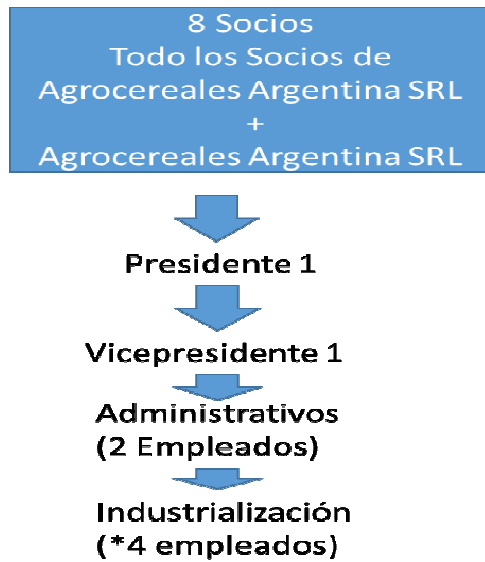 8 Socios
Todo los Socios de
Agrocereales Argentina SRL
+
Agrocereales Argentina SRL
Presidente 1
Vicepresidente 1
Administrativos
(2 Empleados)
Industrialización
(*4 empleados)